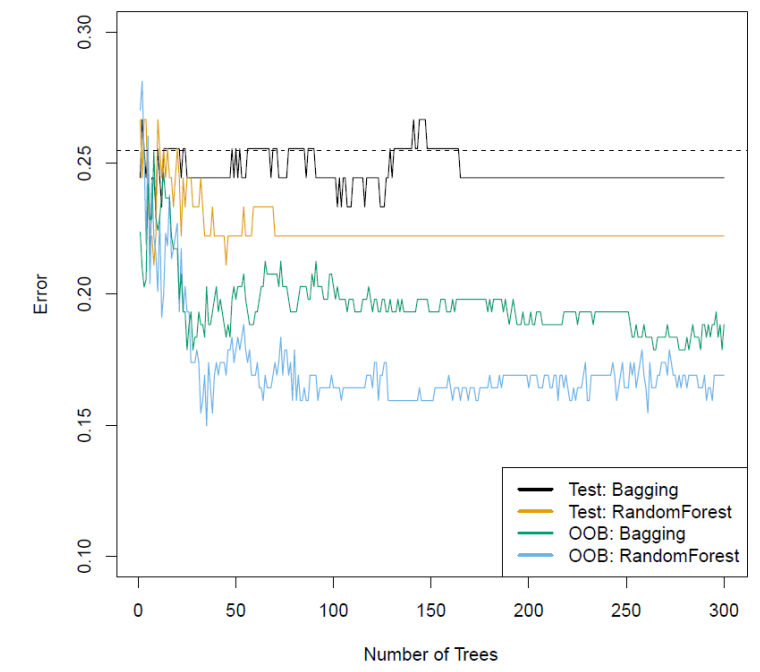 0.30
0.25
0.20
0.15
0.10
Error
Test: Bagging
Test: RandomForest
OOB: Bagging
OOB: RandomForest
0 50 100 150 200 250 300
Number of Trees